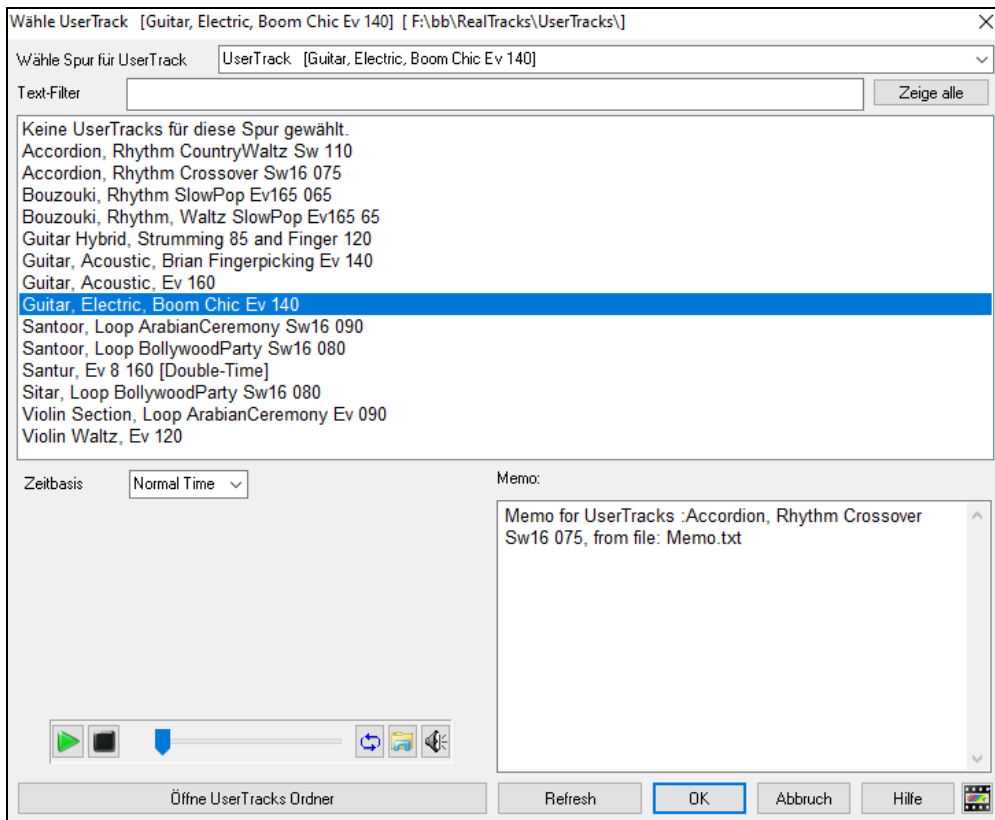 Wähle UserTrack [Guitar, Electric, Boom Chic Ev 140] [ F:\bb\RealTracks\UserTracks\]
Wähle Spur für UserTrack
UserTrack [Guitar, Electric, Boom Chic Ev 140]
Text-Filter
Zeige alle
Keine UserTracks für diese Spur gewählt.
Accordion, Rhythm CountryWaltz Sw 110
Accordion, Rhythm Crossover Sw16 075
Bouzouki, Rhythm SlowPop Ev165 065
Bouzouki, Rhythm, Waltz SlowPop Ev165 65
Guitar Hybrid, Strumming 85 and Finger 120
Guitar, Acoustic, Brian Fingerpicking Ev 140
Guitar, Acoustic, Ev 160
Guitar, Electric, Boom Chic Ev 140
Santoor, Loop ArabianCeremony Sw16 090
Santoor, Loop BollywoodParty Sw16 080
Santur, Ev 8 160 [Double-Time]
Sitar, Loop BollywoodParty Sw16 080
Violin Section, Loop ArabianCeremony Ev 090
Violin Waltz, Ev 120
Zeitbasis
Normal Time
Memo:
Memo for UserTracks :Accordion, Rhythm Crossover
Sw16 075, from file: Memo.txt
Öffne UserTracks Ordner
Refresh
OK
Abbruch
Hilfe